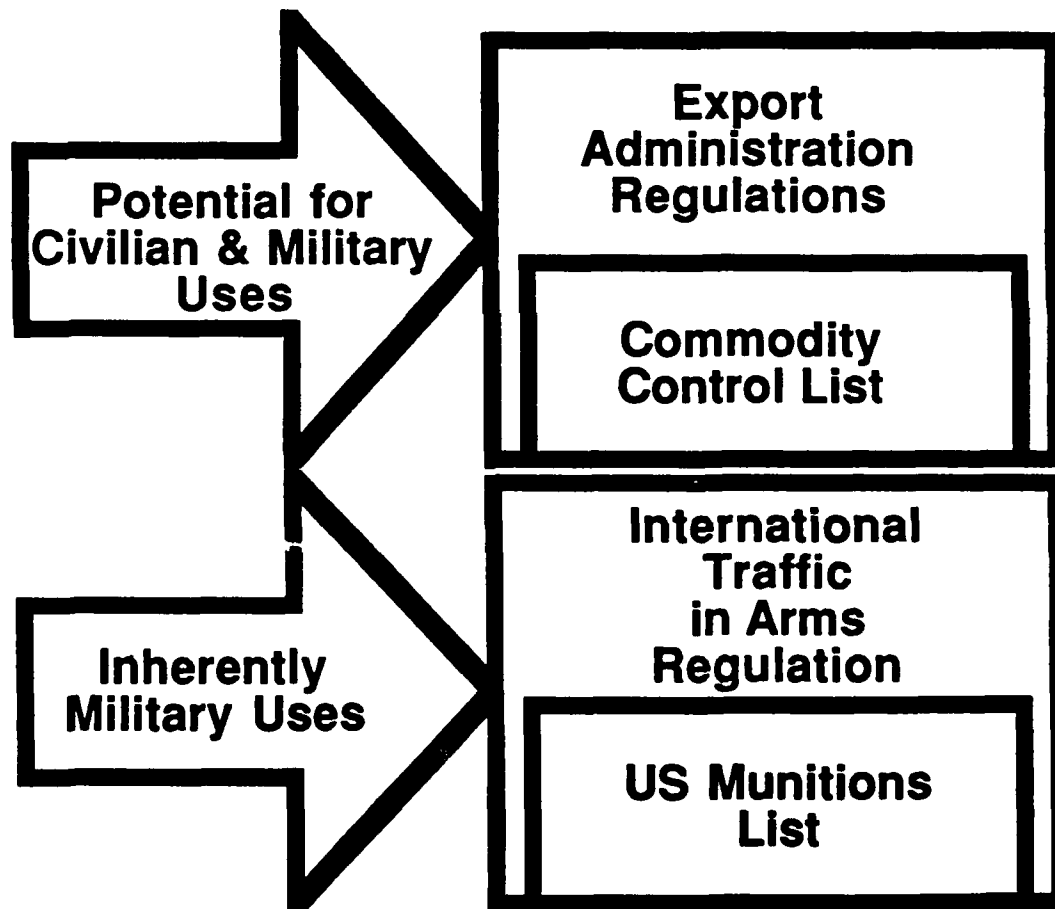 Potential for
Civilian & Military
Uses
Export
Administration
Regulations
Commodity
Control List
Inherently
Military Uses
International
Traffic
in Arms
Regulation
US Munitions
List